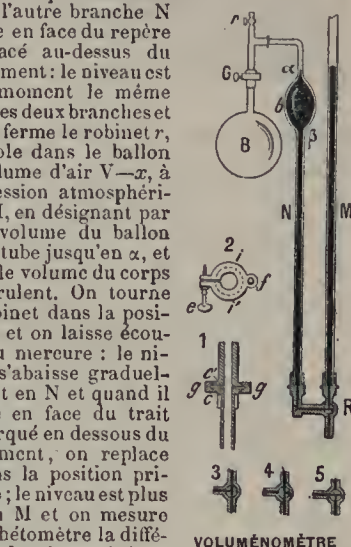 l'autre branche N
e en face du repère
acé au-dessus du
ment : le niveau est
moment le même
es deux branches et
ferme le robinet r,
ole dans le ballon
lume d'air V—x, à
ession atmosphéri-
I, en désignant par
volume du ballon
tube jusqu'en α, et
le volume du corps
rulent. On tourne
binet dans la posi-
et on laisse écou-
u mercure : le ni-
s'abaisse graduel-
t en N et quand il
e en face du trait
rqué en dessous du
ment, on replace
ns la position pri-
; le niveau est plus
n M et on mesure
hétomètre la diffé-
r
G
α
b
β
B
N
M
2
i
f
e
i'
1
c'
g
c
g
R
3
4
5
VOLUMÉNOMÈTRE